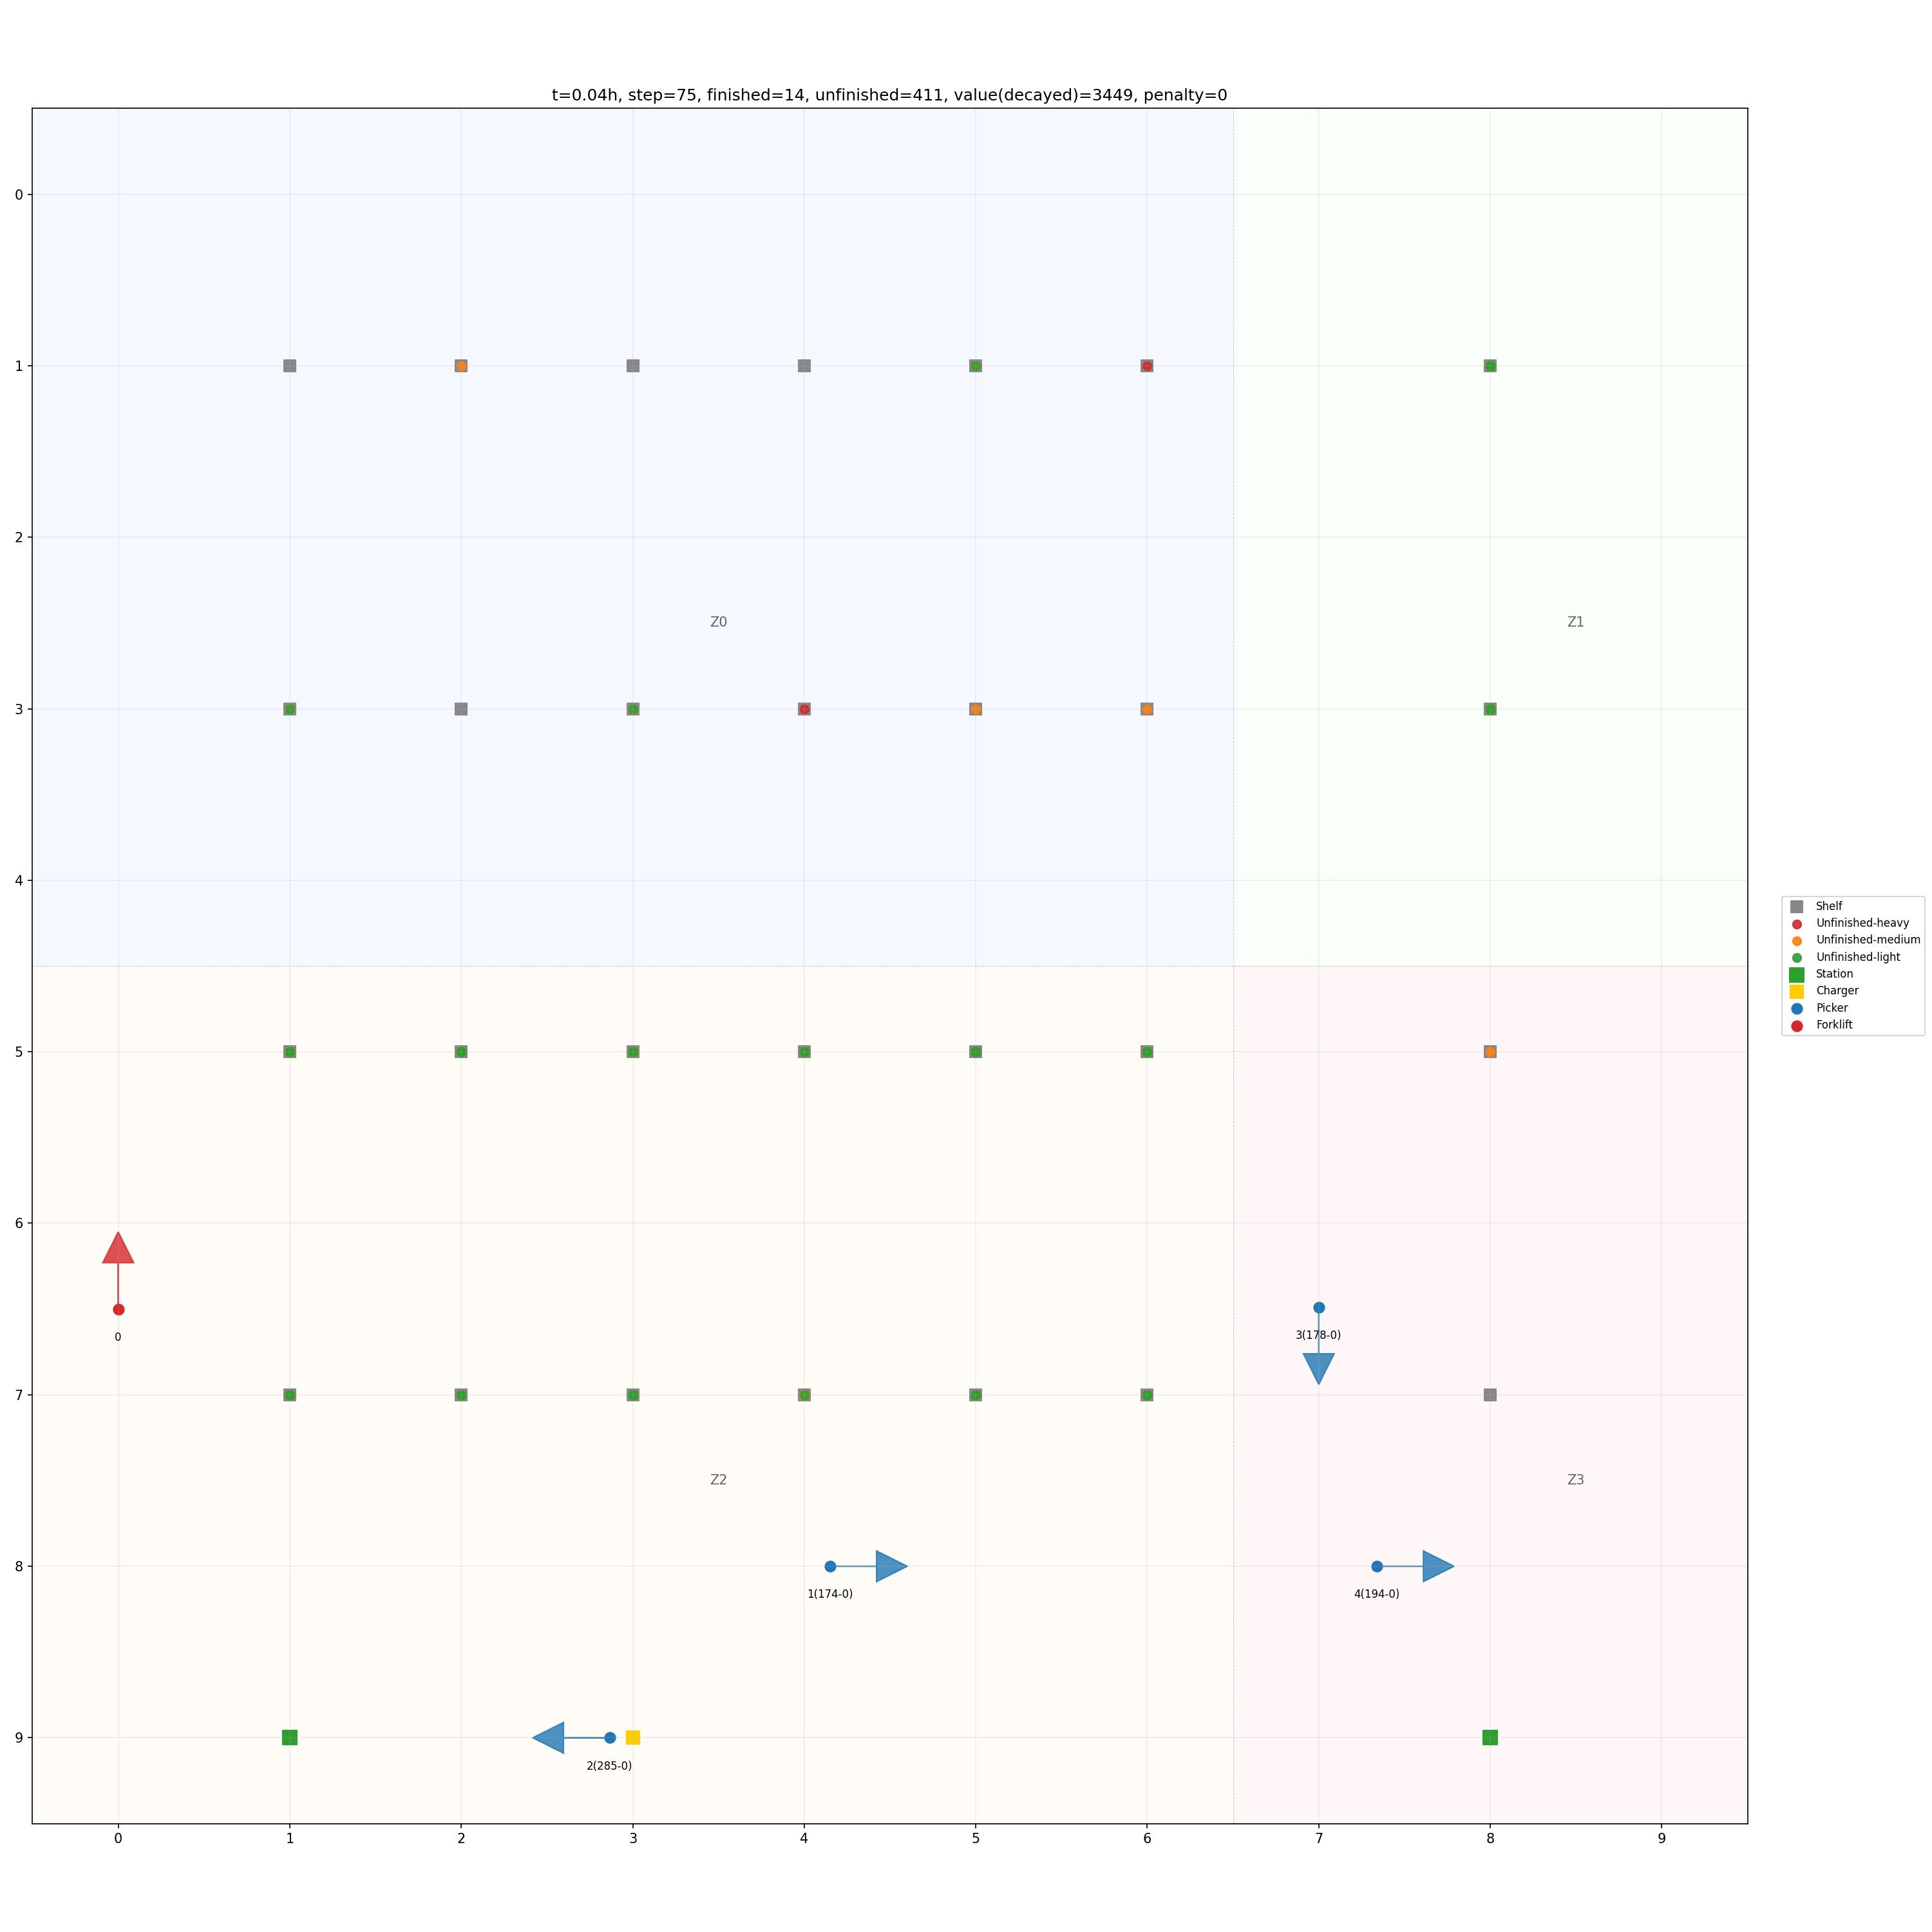 t=0.04h, step=75, finished=14, unfinished=411, value(decayed)=3449, penalty=0
0
1
2
Z0
Z1
3
4
Shelf
Unfinished-heavy
Unfinished-medium
Unfinished-light
Station
Charger
Picker
Forklift
5
6
0
3(178-0)
7
Z2
Z3
8
1(174-0)
4(194-0)
9
2(285-0)
0 1 2 3 4 5 6 7 8 9